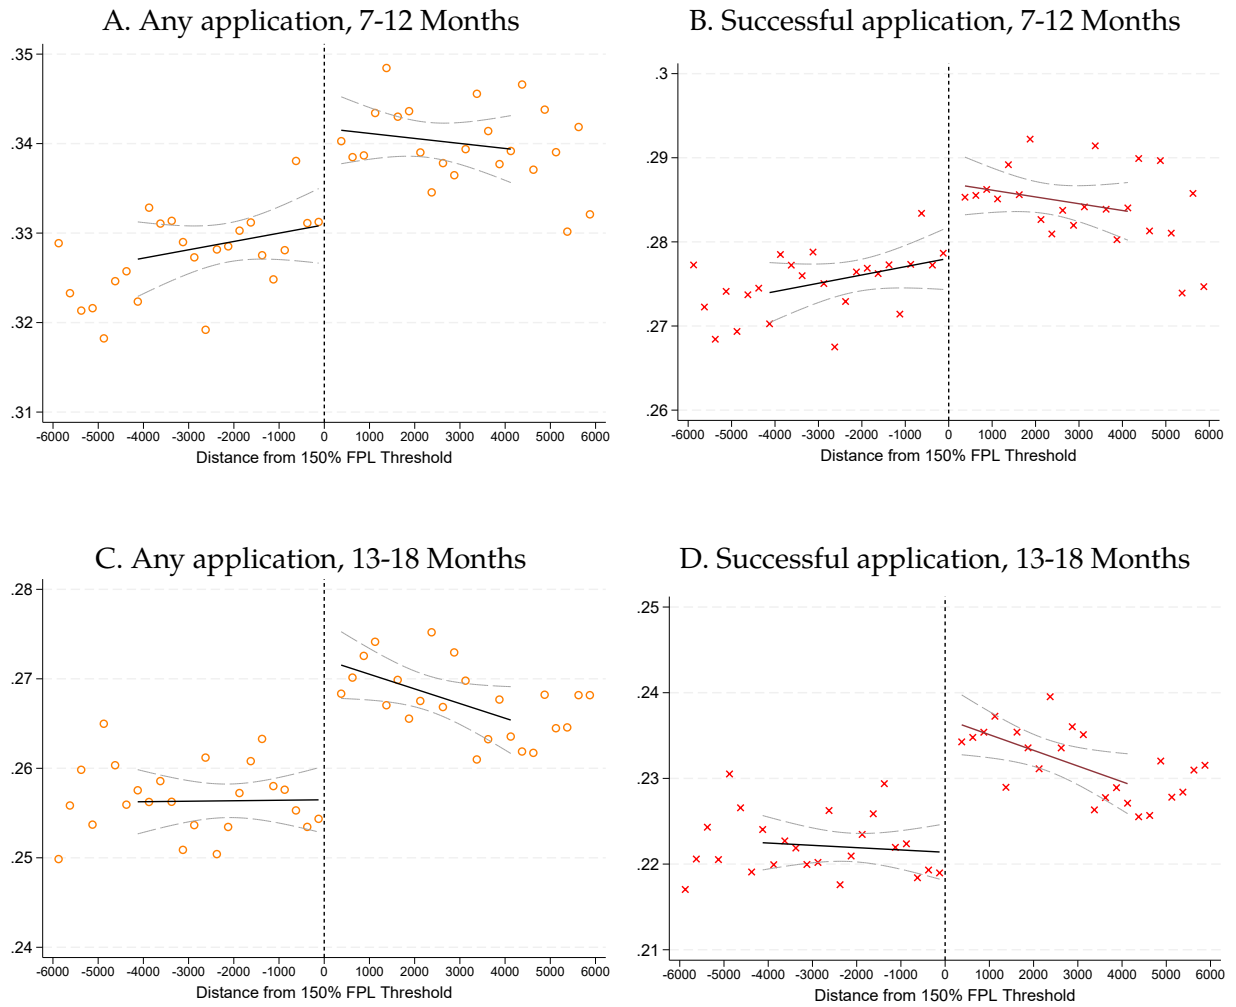 A. Any application, 7-12 Months
.35
.34
.33
.32
.31
-6000 -5000 -4000 -3000 -2000 -1000 0 1000 2000 3000 4000 5000 6000
Distance from 150% FPL Threshold
B. Successful application, 7-12 Months
.3
.29
.28
.27
.26
-6000 -5000 -4000 -3000 -2000 -1000 0 1000 2000 3000 4000 5000 6000
Distance from 150% FPL Threshold
C. Any application, 13-18 Months
.28
.27
.26
.25
.24
-6000 -5000 -4000 -3000 -2000 -1000 0 1000 2000 3000 4000 5000 6000
Distance from 150% FPL Threshold
D. Successful application, 13-18 Months
.25
.24
.23
.22
.21
-6000 -5000 -4000 -3000 -2000 -1000 0 1000 2000 3000 4000 5000 6000
Distance from 150% FPL Threshold